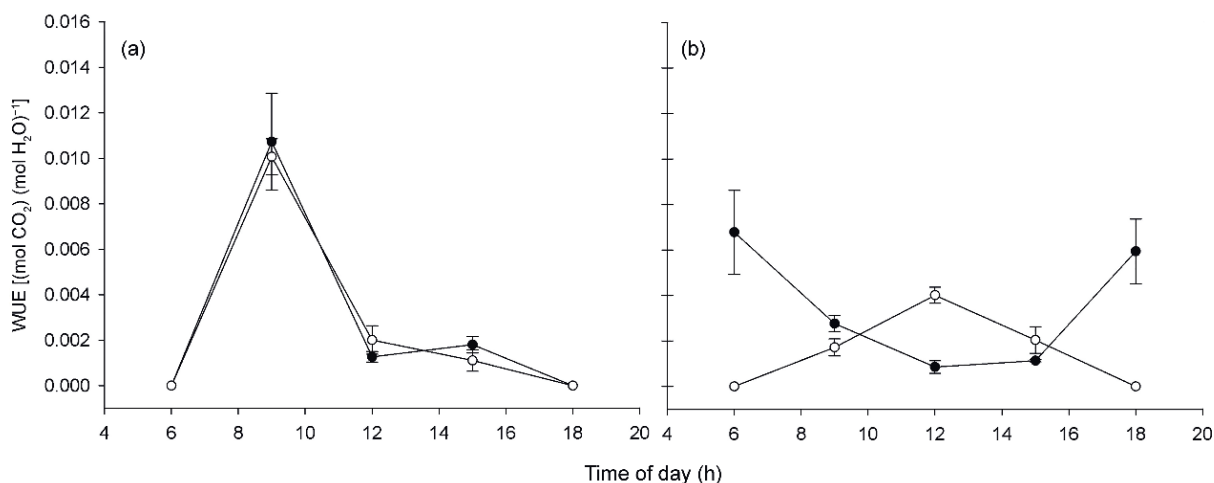 (a)
(b)
WUE [(mol CO₂) (mol H₂O)⁻¹]
0.016
0.014
0.012
0.010
0.008
0.006
0.004
0.002
0.000
4 6 8 10 12 14 16 18 20
4 6 8 10 12 14 16 18 20
Time of day (h)